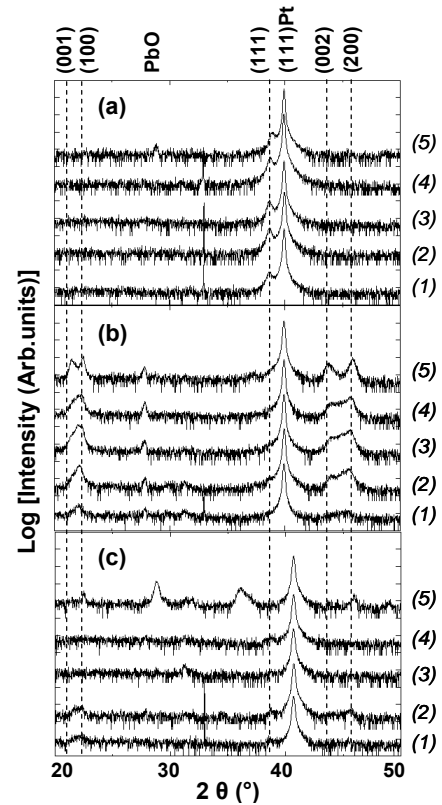 (001)
(100)
PbO
(111)
(111)Pt
(002)
(200)
(a)
(5)
(4)
(3)
(2)
(1)
(b)
(5)
(4)
(3)
(2)
(1)
(c)
(5)
(4)
(3)
(2)
(1)
Log [Intensity (Arb.units)]
20 30 40 50
2 θ (°)